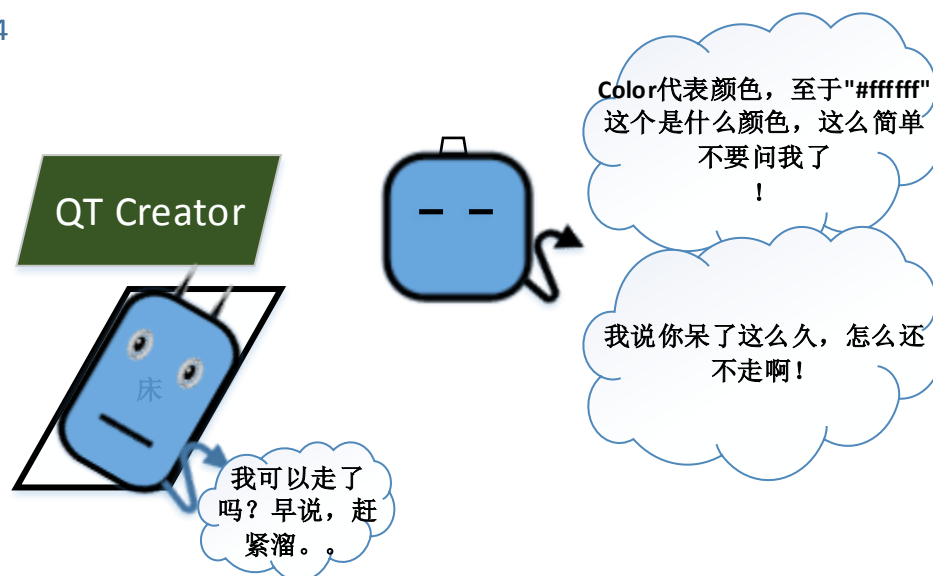 4
Color代表颜色，至于"#ffffff"
这个是什么颜色，这么简单
不要问我了
！
QT Creator
我说你呆了这么久，怎么还
不走啊！
床
我可以走了
吗？早说，赶
紧溜。。